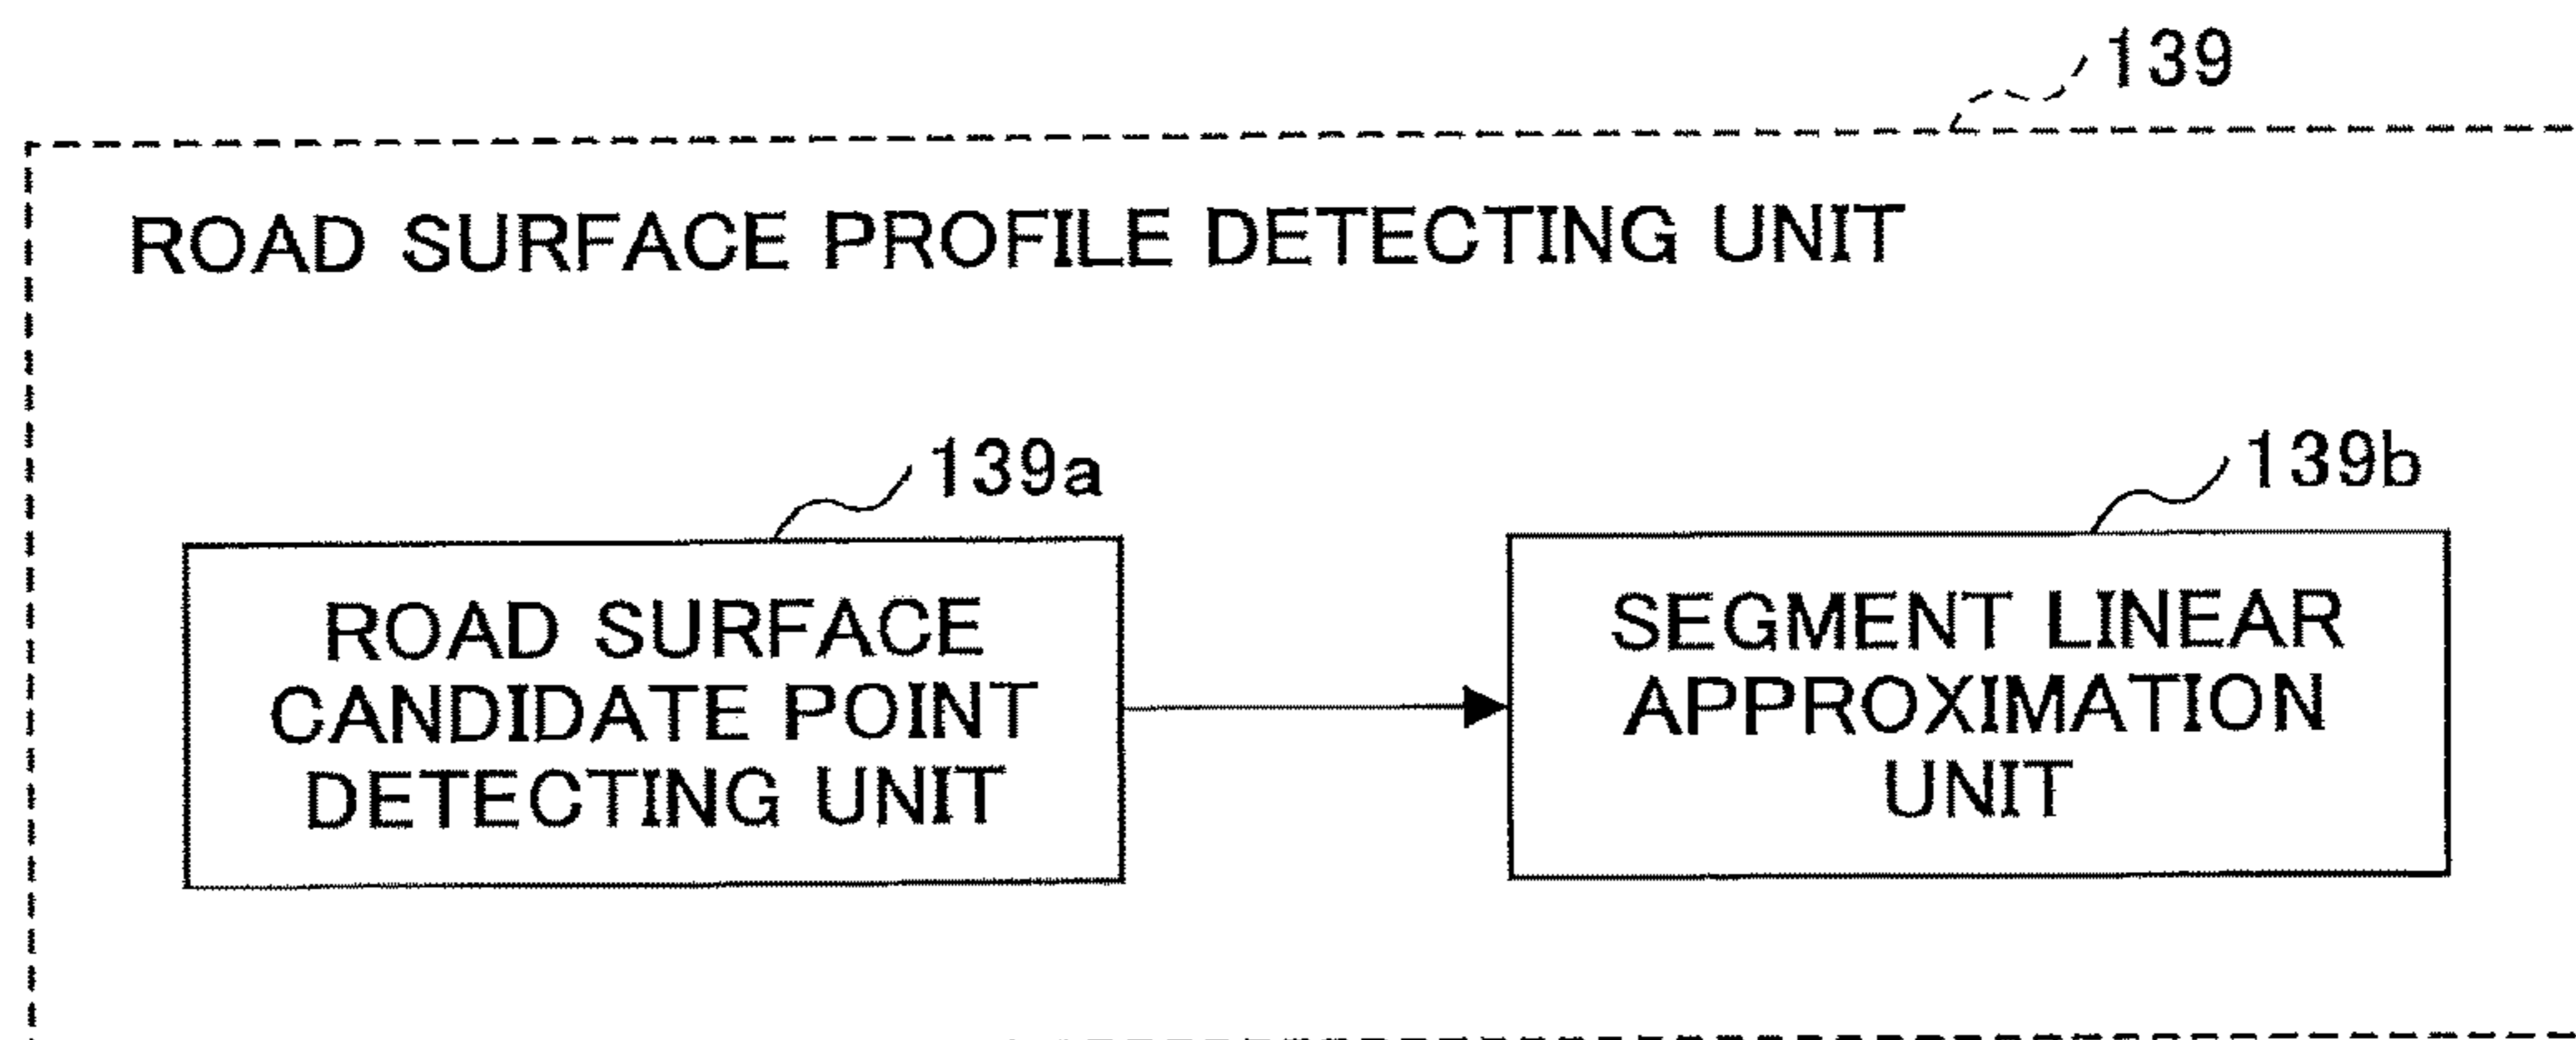 139
ROAD SURFACE PROFILE DETECTING UNIT
139a
ROAD SURFACE
CANDIDATE POINT
DETECTING UNIT
139b
SEGMENT LINEAR
APPROXIMATION
UNIT